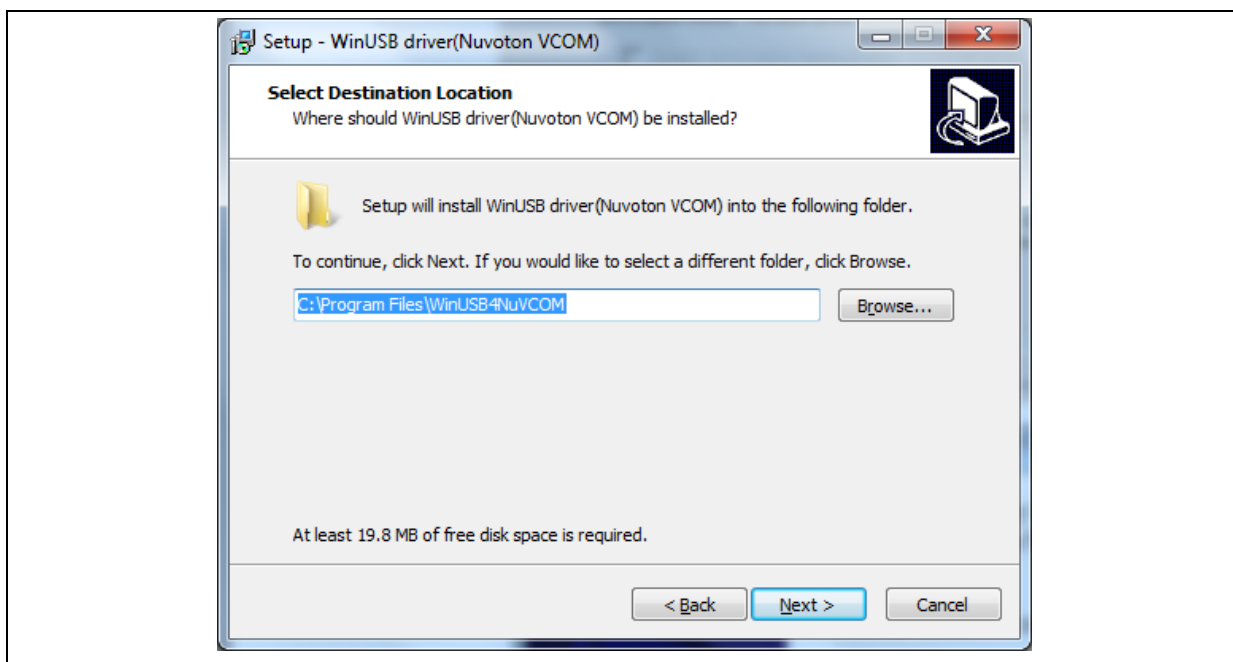 Setup - WinUSB driver(Nuvoton VCOM)
Select Destination Location
Where should WinUSB driver(Nuvoton VCOM) be installed?
Setup will install WinUSB driver(Nuvoton VCOM) into the following folder.
To continue, click Next. If you would like to select a different folder, click Browse.
C:\Program Files\WinUSB4NuVCOM
Browse...
At least 19.8 MB of free disk space is required.
< Back
Next >
Cancel